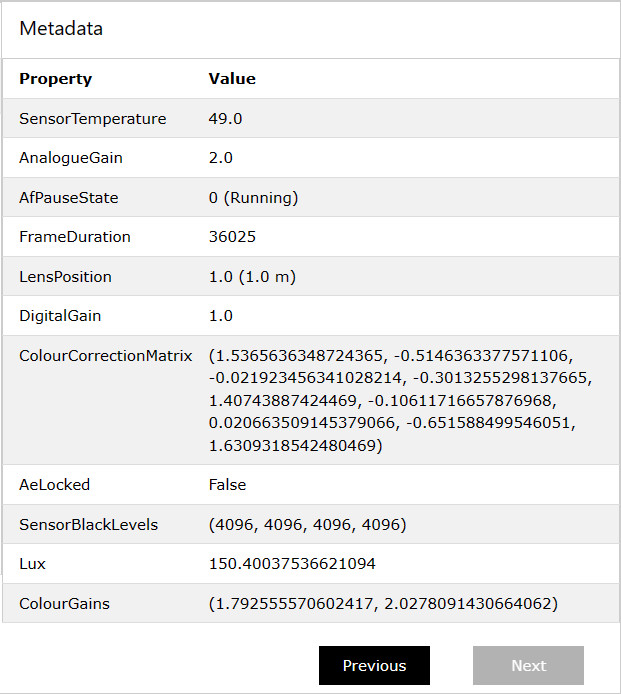 Metadata
Property Value
SensorTemperature 49.0
AnalogueGain 2.0
AfPauseState 0 (Running)
FrameDuration 36025
LensPosition 1.0 (1.0 m)
DigitalGain 1.0
ColourCorrectionMatrix (1.5365636348724365, -0.5146363377571106,
-0.021923456341028214, -0.3013255298137665,
1.40743887424469, -0.10611716657876968,
0.020663509145379066, -0.651588499546051,
1.6309318542480469)
AeLocked False
SensorBlackLevels (4096, 4096, 4096, 4096)
Lux 150.40037536621094
ColourGains (1.792555570602417, 2.0278091430664062)
Previous Next